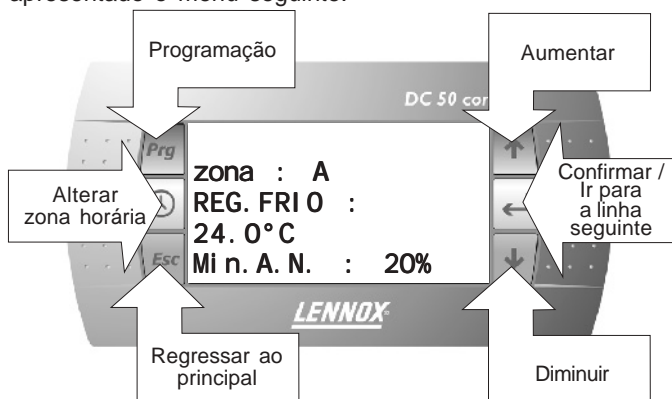 apresentado o menu seguinte:
Programação
Aumentar
DC 50 co
Prg
zona : A
REG. FRIO :
24.0°C
Min.A.N. : 20%
Alterar
zona horária
Confirmar /
Ir para
a linha
seguinte
Esc
LENNOX
Regressar ao
principal
Diminuir